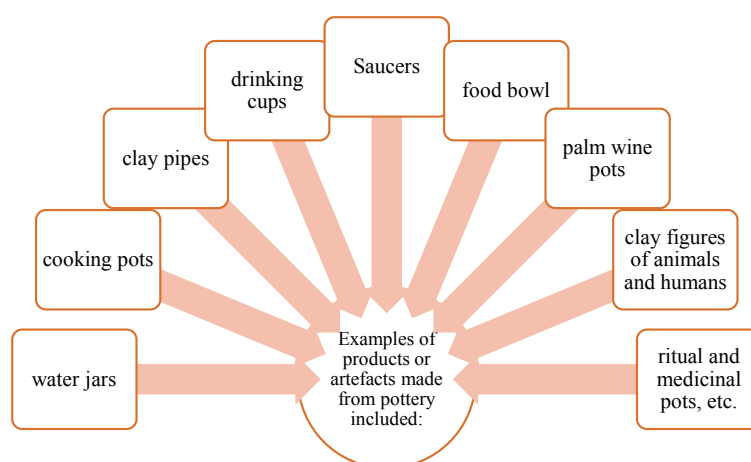 Saucers
drinking
cups
food bowl
clay pipes
palm wine
pots
cooking pots
clay figures
of animals
and humans
water jars
Examples of
products or
artefacts made
from pottery
included:
ritual and
medicinal
pots, etc.